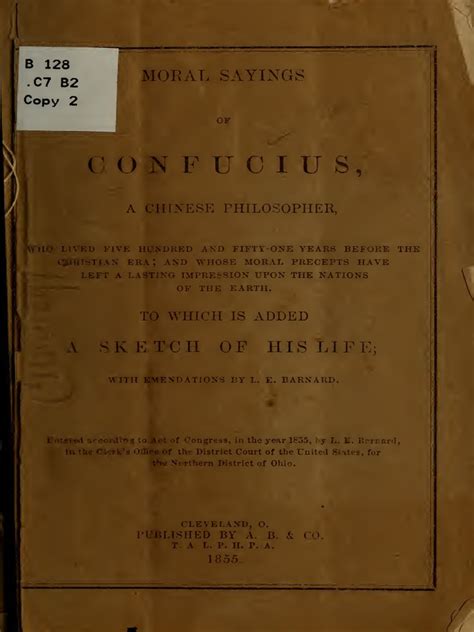 B 128
.C7 B2
Copy 2
MORAL SAYINGS
OF
CONFUCIUS,
A CHINESE PHILOSOPHER,
WHO LIVED FIVE HUNDRED AND FIFTY-ONE YEARS BEFORE THE
CHRISTIAN ERA; AND WHOSE MORAL PRECEPTS HAVE
LEFT A LASTING IMPRESSION UPON THE NATIONS
OF THE EARTH.
TO WHICH IS ADDED
A SKETCH OF HIS LIFE;
WITH EMENDATIONS BY L. E. BARNARD.
Entered according to Act of Congress, in the year 1855, by L. E. Bernard,
in the Clerk's Office of the District Court of the United States, for
the Northern District of Ohio.
CLEVELAND, O.
PUBLISHED BY A. B. & CO.
T. A. L. P. H. P. A.
1855.